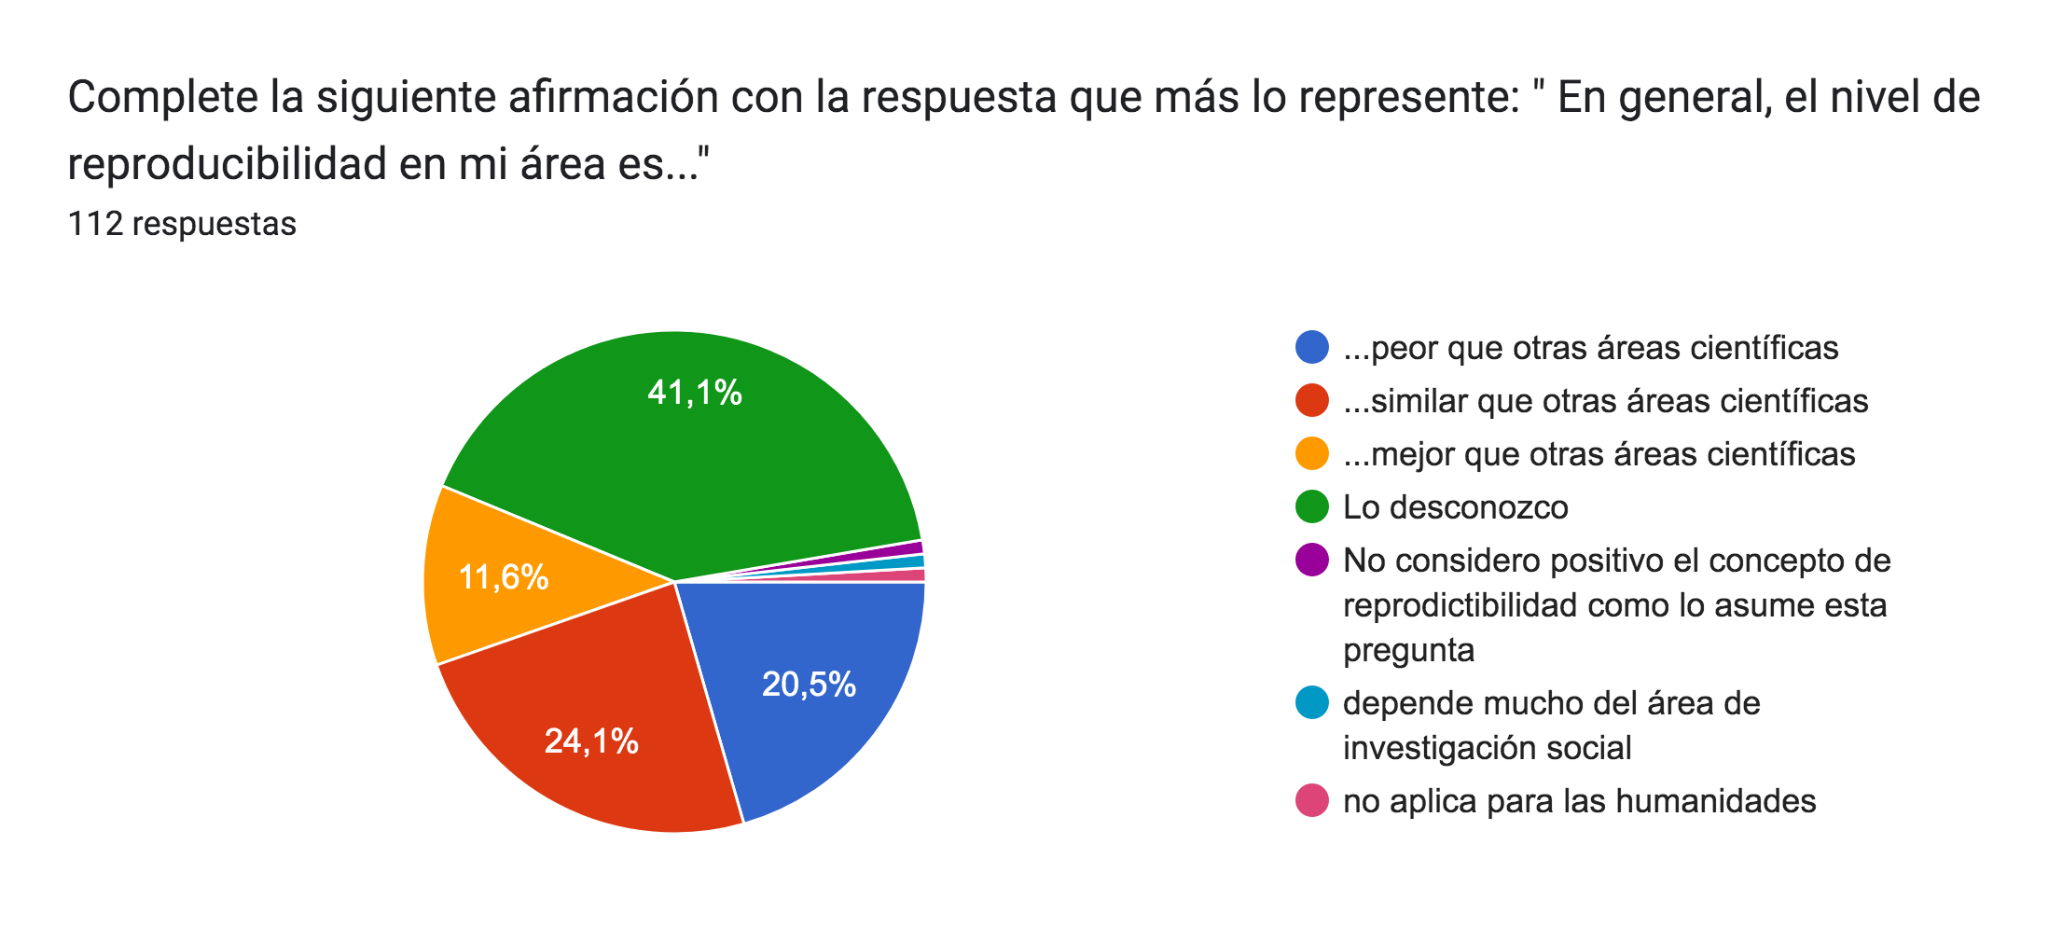 Complete la siguiente afirmación con la respuesta que más lo represente: " En general, el nivel de
reproducibilidad en mi área es..."
112 respuestas
41,1%
11,6%
20,5%
24,1%
...peor que otras áreas científicas
...similar que otras áreas científicas
...mejor que otras áreas científicas
Lo desconozco
No considero positivo el concepto de
reprodictibilidad como lo asume esta
pregunta
depende mucho del área de
investigación social
no aplica para las humanidades